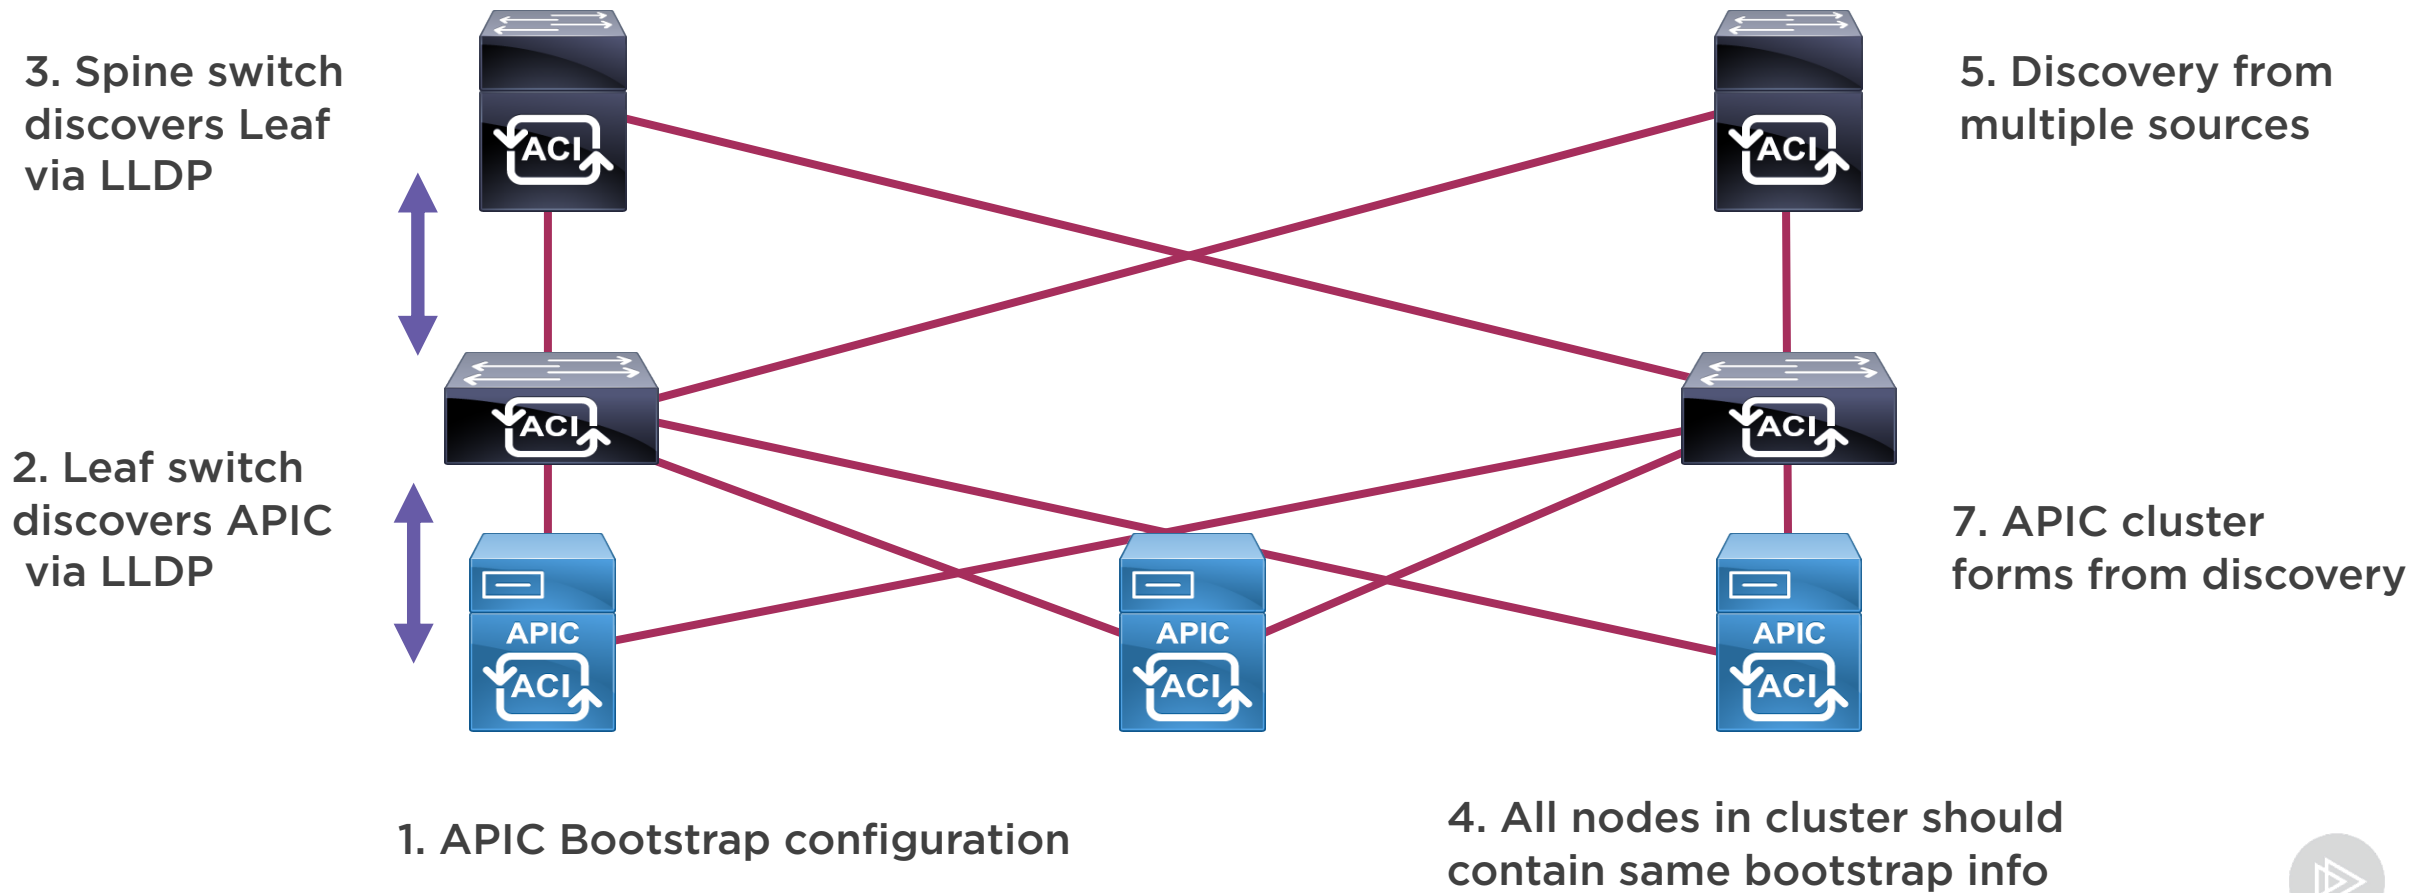 3. Spine switch
discovers Leaf
via LLDP
5. Discovery from
multiple sources
ACI
ACI
2. Leaf switch
discovers APIC
via LLDP
ACI
ACI
7. APIC cluster
forms from discovery
APIC
ACI
APIC
ACI
APIC
ACI
1. APIC Bootstrap configuration
4. All nodes in cluster should
contain same bootstrap info